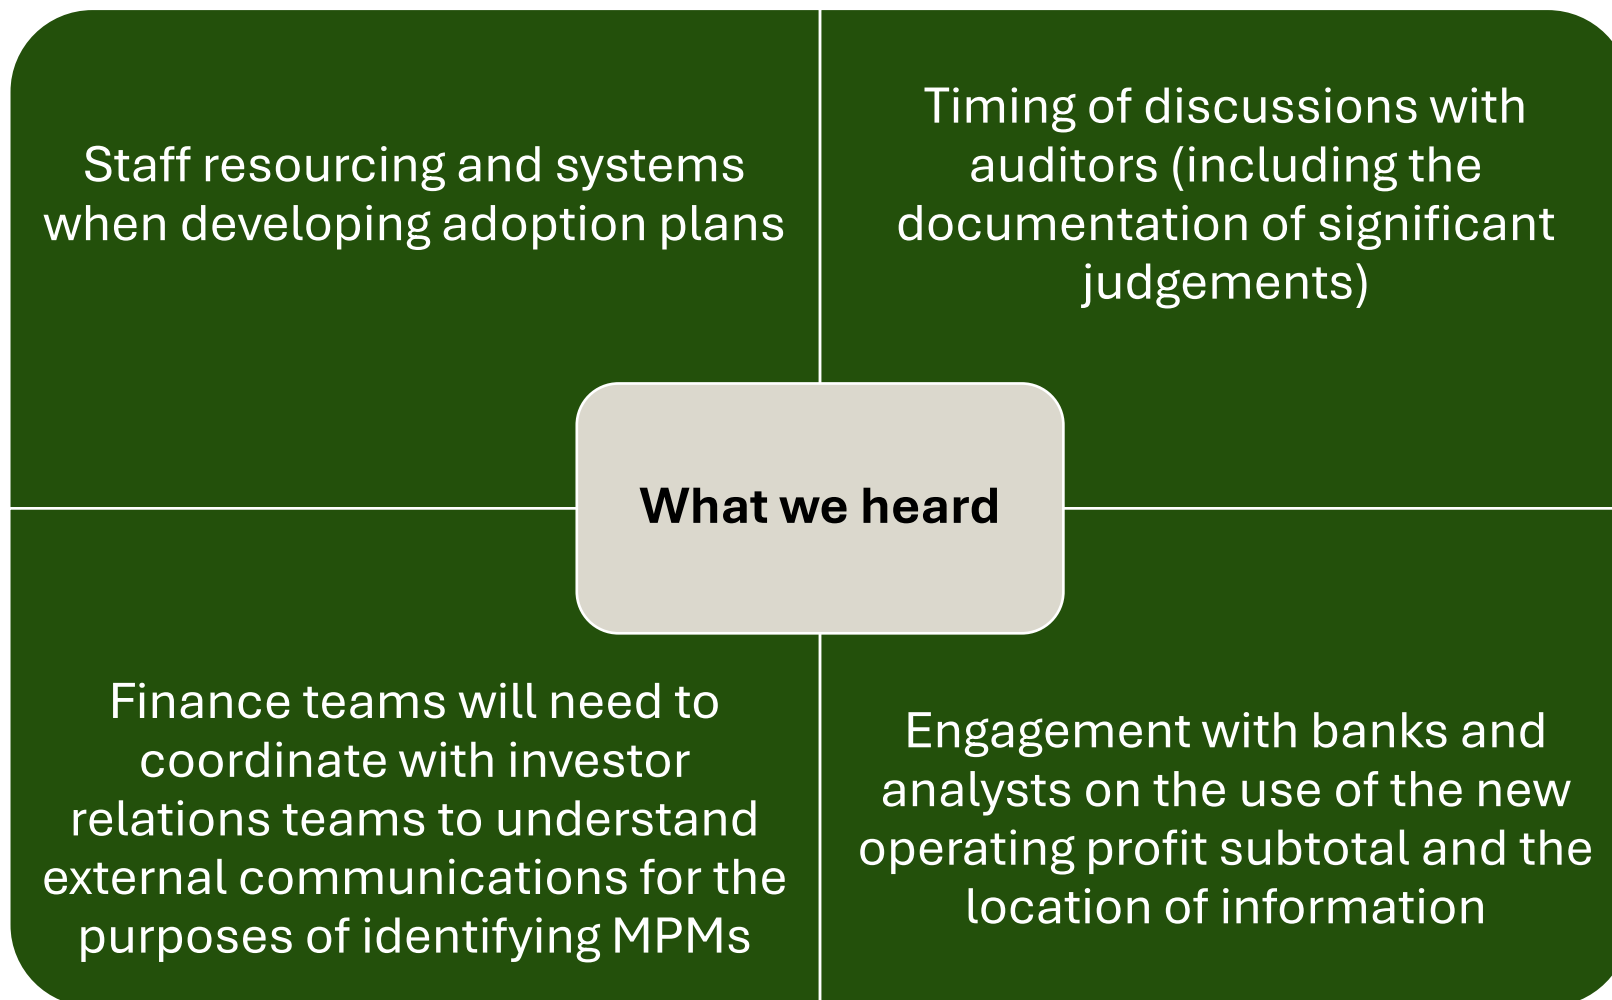 Staff resourcing and systems
when developing adoption plans
Timing of discussions with
auditors (including the
documentation of significant
judgements)
What we heard
Finance teams will need to
coordinate with investor
relations teams to understand
external communications for the
purposes of identifying MPMs
Engagement with banks and
analysts on the use of the new
operating profit subtotal and the
location of information